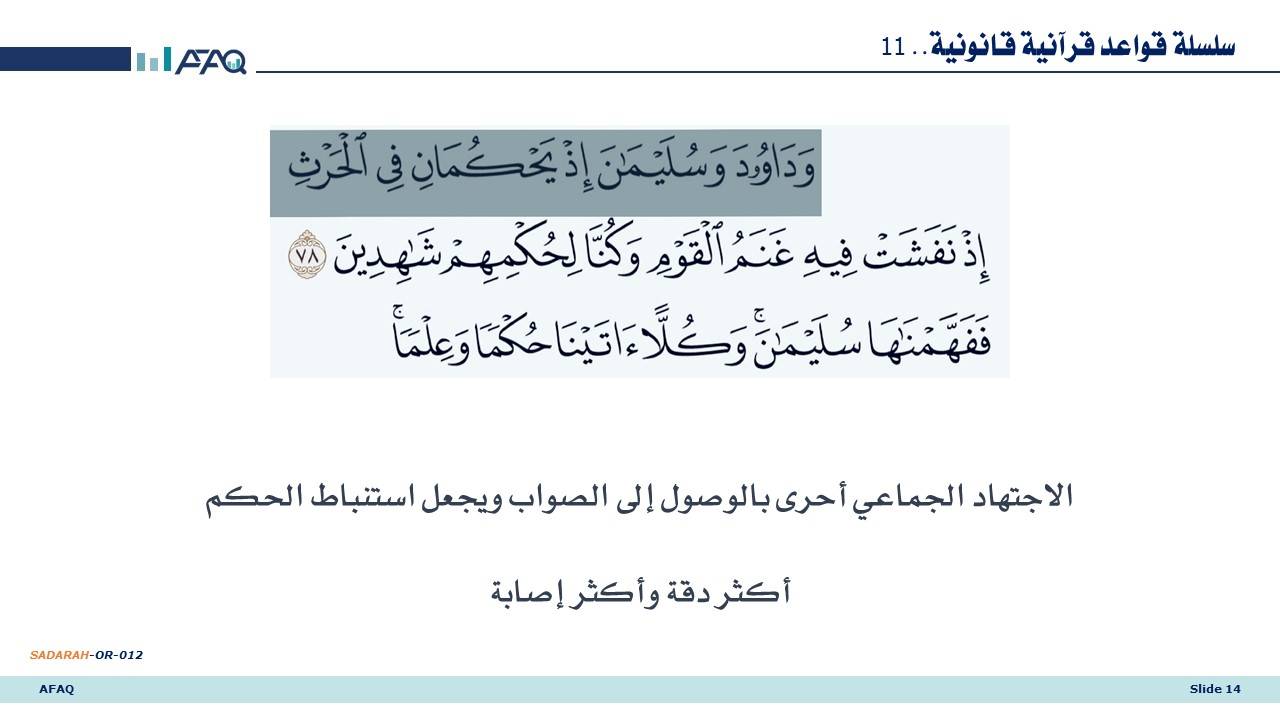 سلسلة قواعد قرآنية قانونية.. 11
AFAQ
وَدَاوُۥدَ وَسُلَيْمَٰنَ إِذْ يَحْكُمَانِ فِى ٱلْحَرْثِ
إِذْ نَفَشَتْ فِيهِ غَنَمُ ٱلْقَوْمِ وَكُنَّا لِحُكْمِهِمْ شَٰهِدِينَ ٧٨
فَفَهَّمْنَٰهَا سُلَيْمَٰنَ ۚ وَكُلًّا ءَاتَيْنَا حُكْمًا وَعِلْمًا ۚ
الاجتهاد الجماعي أحرى بالوصول إلى الصواب ويجعل استنباط الحكم
أكثر دقة وأكثر إصابة
SADARAH-OR-012
AFAQ
Slide 14